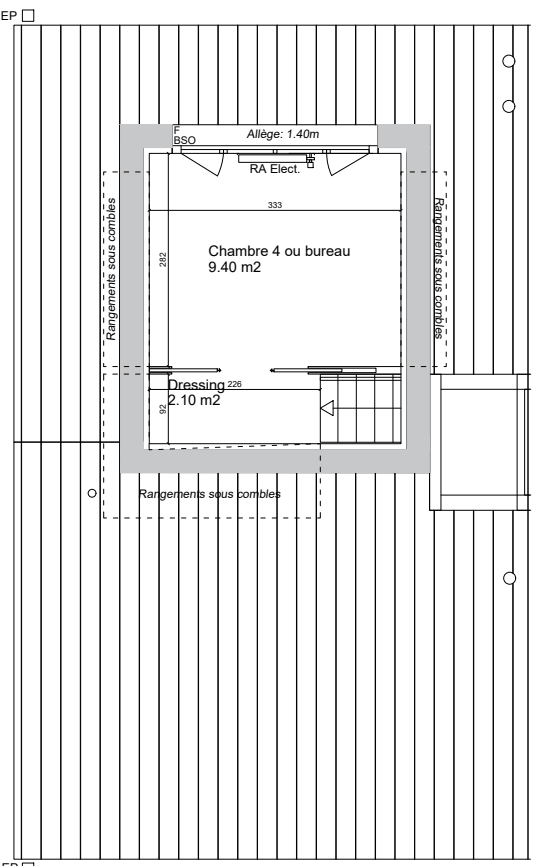 EP
F
BSO
Allège: 1.40m
RA Elect.
333
Rangements sous combles
Rangements sous combles
282
Chambre 4 ou bureau
9.40 m2
Dressing 226
2.10 m2
92
Rangements sous combles
EP